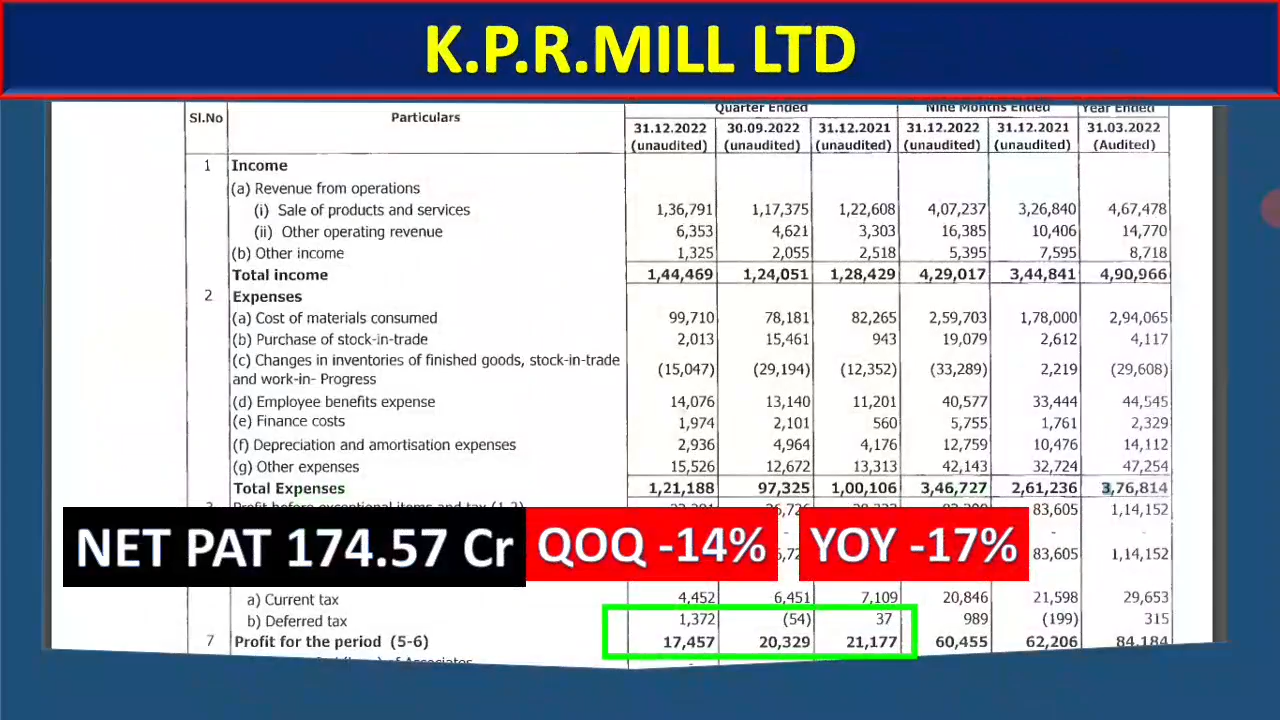 K.P.R.MILL LTD
Quarter Ended Nine Months Ended Year Ended
Sl.No Particulars
31.12.2022 30.09.2022 31.12.2021 31.12.2022 31.12.2021 31.03.2022
(unaudited) (unaudited) (unaudited) (unaudited) (unaudited) (Audited)
1 Income
(a) Revenue from operations
(i) Sale of products and services 1,36,791 1,17,375 1,22,608 4,07,237 3,26,840 4,67,478
(ii) Other operating revenue 6,353 4,621 3,303 16,385 10,406 14,770
(b) Other income 1,325 2,055 2,518 5,395 7,595 8,718
Total income 1,44,469 1,24,051 1,28,429 4,29,017 3,44,841 4,90,966
2 Expenses
(a) Cost of materials consumed 99,710 78,181 82,265 2,59,703 1,78,000 2,94,065
(b) Purchase of stock-in-trade 2,013 15,461 943 19,079 2,612 4,117
(c) Changes in inventories of finished goods, stock-in-trade
and work-in- Progress (15,047) (29,194) (12,352) (33,289) 2,219 (29,608)
(d) Employee benefits expense 14,076 13,140 11,201 40,577 33,444 44,545
(e) Finance costs 1,974 2,101 560 5,755 1,761 2,329
(f) Depreciation and amortisation expenses 2,936 4,964 4,176 12,759 10,476 14,112
(g) Other expenses 15,526 12,672 13,313 42,143 32,724 47,254
Total Expenses 1,21,188 97,325 1,00,106 3,46,727 2,61,236 3,76,814
83,605 1,14,152
NET PAT 174.57 Cr QOQ -14% YOY -17%
83,605 1,14,152
a) Current tax 4,452 6,451 7,109 20,846 21,598 29,653
b) Deferred tax 1,372 (54) 37 989 (199) 315
7 Profit for the period (5-6) 17,457 20,329 21,177 60,455 62,206 84,184